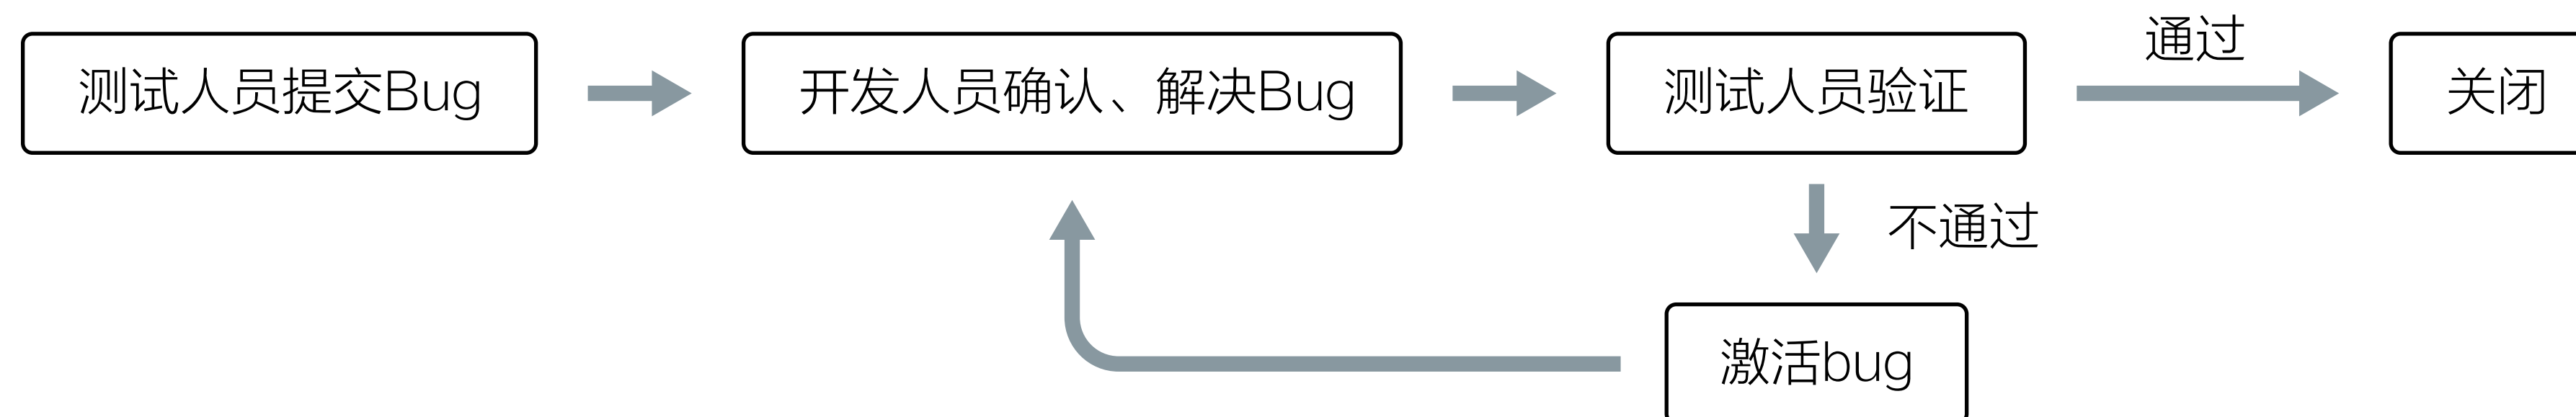 测试人员提交Bug
开发人员确认、解决Bug
测试人员验证
通过
关闭
不通过
激活bug